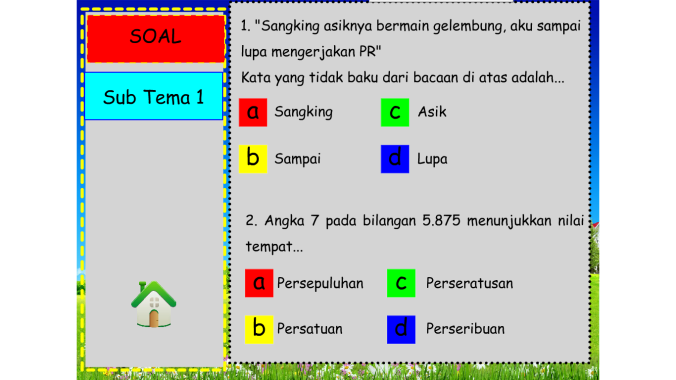 SOAL
Sub Tema 1
1. "Sangking asiknya bermain gelembung, aku sampai
lupa mengerjakan PR"
Kata yang tidak baku dari bacaan di atas adalah...
a Sangking
c Asik
b Sampai
d Lupa
2. Angka 7 pada bilangan 5.875 menunjukkan nilai
tempat...
a Persepuluhan
c Perseratusan
b Persatuan
d Perseribuan